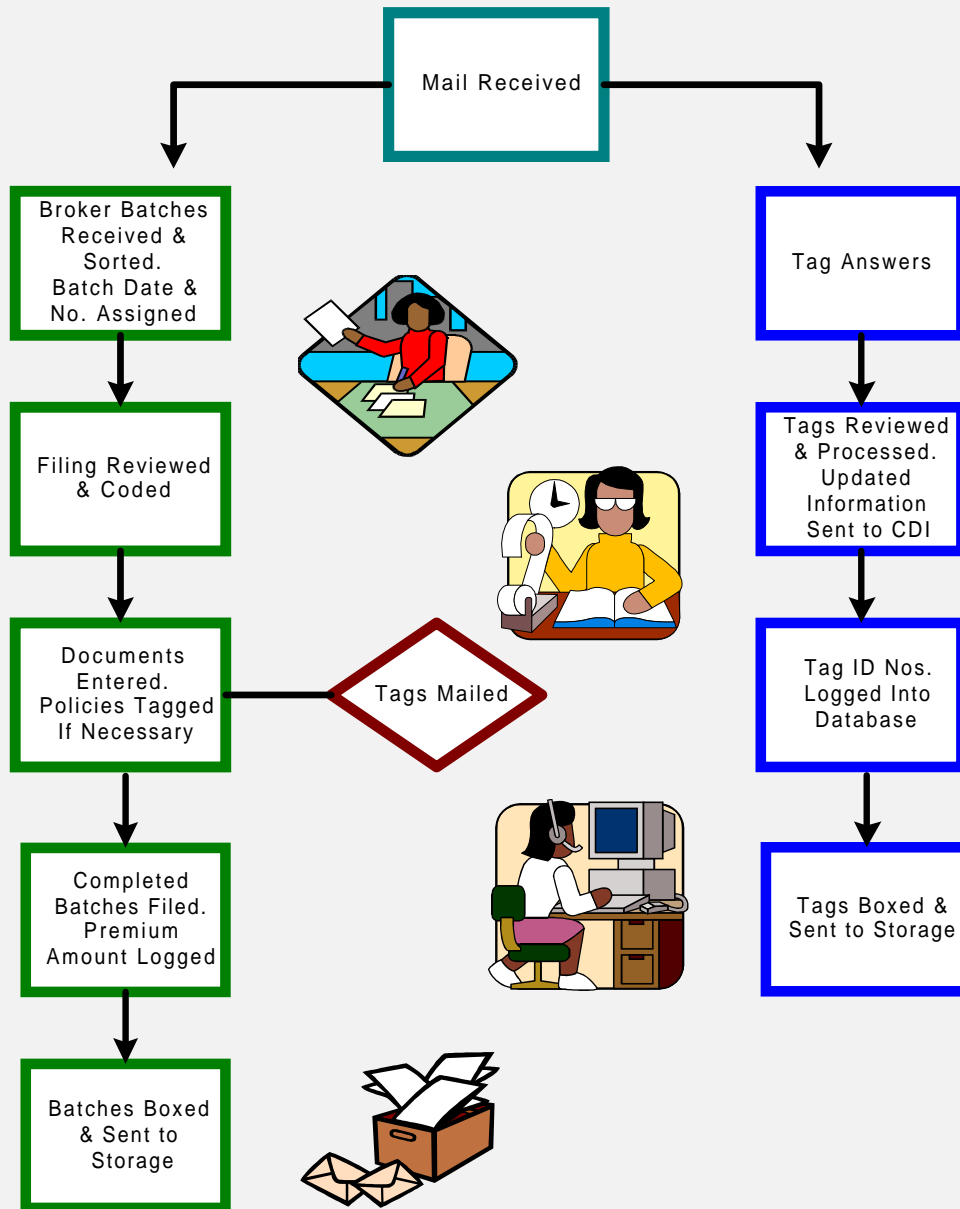 Mail Received
Broker Batches
Received &
Sorted.
Batch Date &
No. Assigned
Tag Answers
Filing Reviewed
& Coded
Tags Reviewed
& Processed.
Updated
Information
Sent to CDI
Documents
Entered.
Policies Tagged
If Necessary
Tags Mailed
Tag ID Nos.
Logged Into
Database
Completed
Batches Filed.
Premium
Amount Logged
Tags Boxed &
Sent to Storage
Batches Boxed
& Sent to
Storage